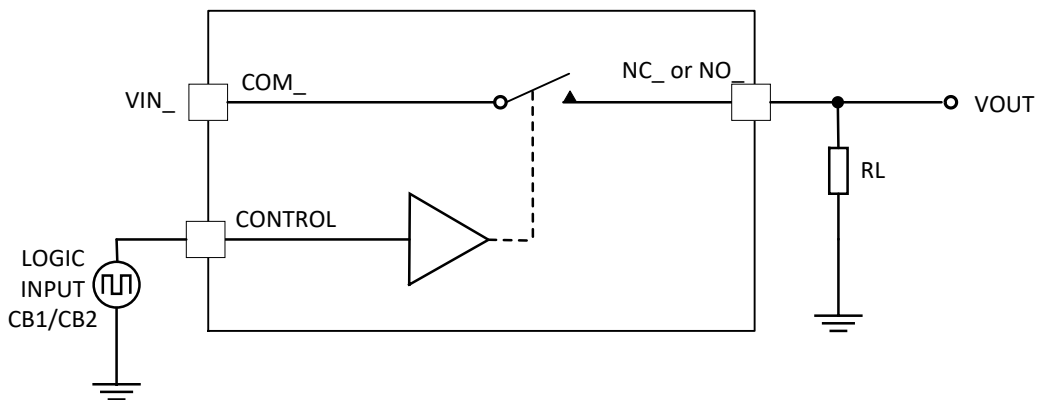 COM_
NC_ or NO_
VIN_
VOUT
RL
CONTROL
LOGIC
INPUT
CB1/CB2